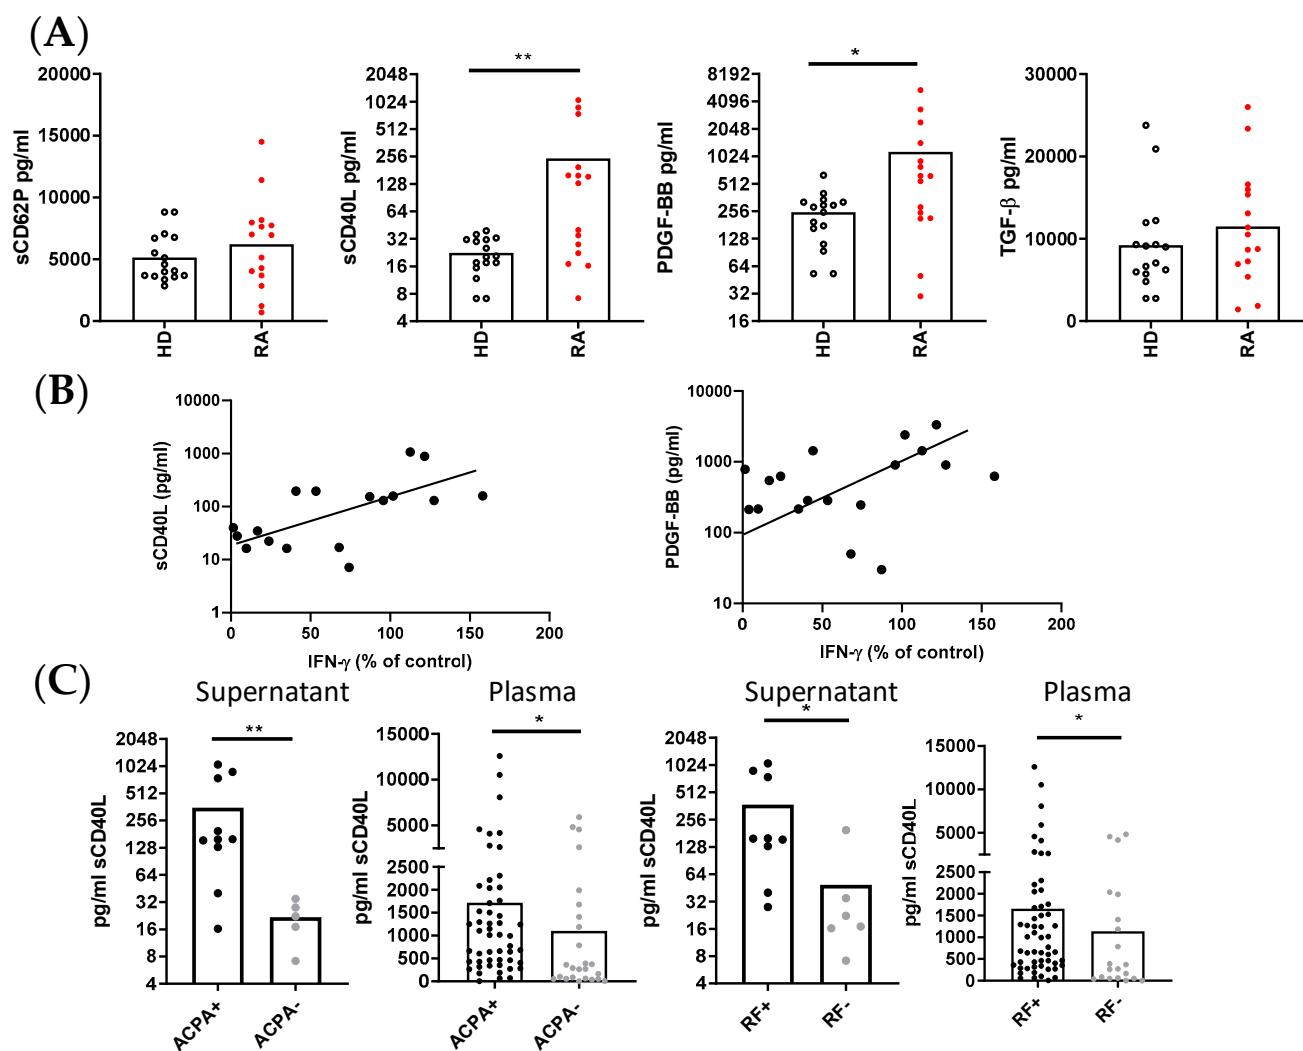 (A)
sCD62P pg/ml
20000
15000
10000
5000
0
HD
RA
**
sCD40L pg/ml
2048
1024
512
256
128
64
32
16
8
4
HD
RA
*
PDGF-BB pg/ml
8192
4096
2048
1024
512
256
128
64
32
16
HD
RA
TGF-β pg/ml
30000
20000
10000
0
HD
RA
(B)
sCD40L (pg/ml)
10000
1000
100
10
1
0
50
100
150
200
IFN-γ (% of control)
PDGF-BB (pg/ml)
10000
1000
100
10
0
50
100
150
200
IFN-γ (% of control)
(C)
Supernatant
**
pg/ml sCD40L
2048
1024
512
256
128
64
32
16
8
4
ACPA+
ACPA-
Plasma
*
pg/ml sCD40L
15000
10000
5000
2500
2000
1500
1000
500
0
ACPA+
ACPA-
Supernatant
*
pg/ml sCD40L
2048
1024
512
256
128
64
32
16
8
4
RF+
RF-
Plasma
*
pg/ml sCD40L
15000
10000
5000
2500
2000
1500
1000
500
0
RF+
RF-